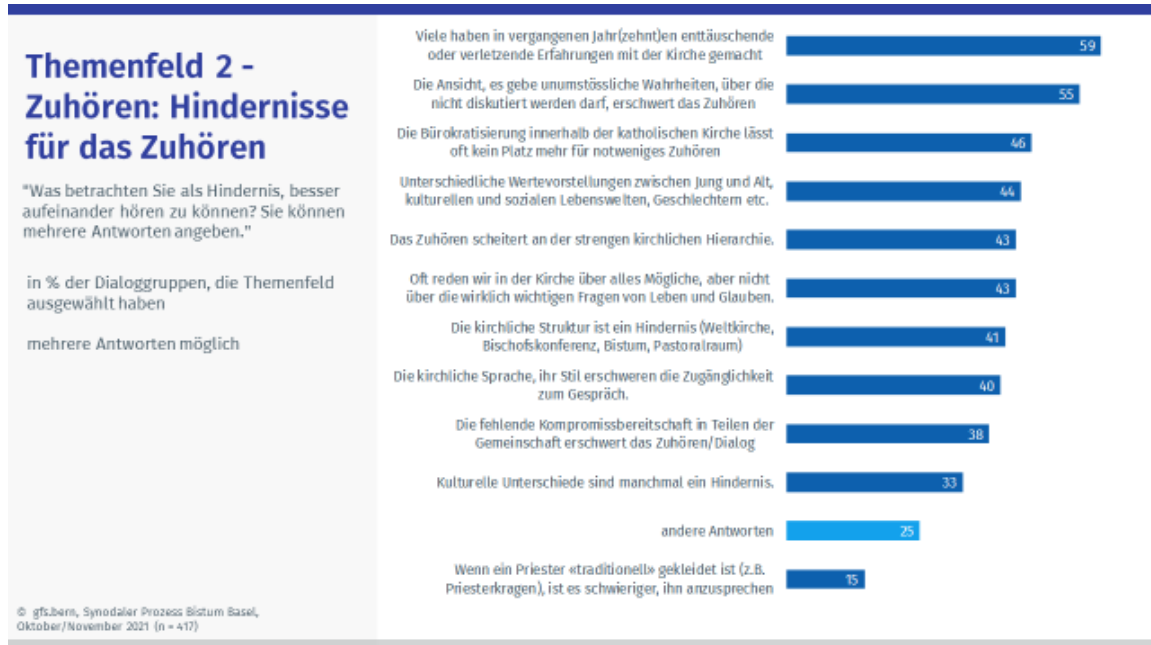 Themenfeld 2 -
Zuhören: Hindernisse
für das Zuhören
"Was betrachten Sie als Hindernis, besser
aufeinander hören zu können? Sie können
mehrere Antworten angeben."
in % der Dialoggruppen, die Themenfeld
ausgewählt haben
mehrere Antworten möglich
© gfs.bern, Synodaler Prozess Bistum Basel,
Oktober/November 2021 (n = 417)
Viele haben in vergangenen Jahr(zehnt)en enttäuschende
oder verletzende Erfahrungen mit der Kirche gemacht
59
Die Ansicht, es gebe unumstössliche Wahrheiten, über die
nicht diskutiert werden darf, erschwert das Zuhören
55
Die Bürokratisierung innerhalb der katholischen Kirche lässt
oft kein Platz mehr für notweniges Zuhören
46
Unterschiedliche Wertevorstellungen zwischen Jung und Alt,
kulturellen und sozialen Lebenswelten, Geschlechtern etc.
44
Das Zuhören scheitert an der strengen kirchlichen Hierarchie.
43
Oft reden wir in der Kirche über alles Mögliche, aber nicht
über die wirklich wichtigen Fragen von Leben und Glauben.
43
Die kirchliche Struktur ist ein Hindernis (Weltkirche,
Bischofskonferenz, Bistum, Pastoralraum)
41
Die kirchliche Sprache, ihr Stil erschweren die Zugänglichkeit
zum Gespräch.
40
Die fehlende Kompromissbereitschaft in Teilen der
Gemeinschaft erschwert das Zuhören/Dialog
38
Kulturelle Unterschiede sind manchmal ein Hindernis.
33
andere Antworten
25
Wenn ein Priester «traditionell» gekleidet ist (z.B.
Priesterkragen), ist es schwieriger, ihn anzusprechen
15